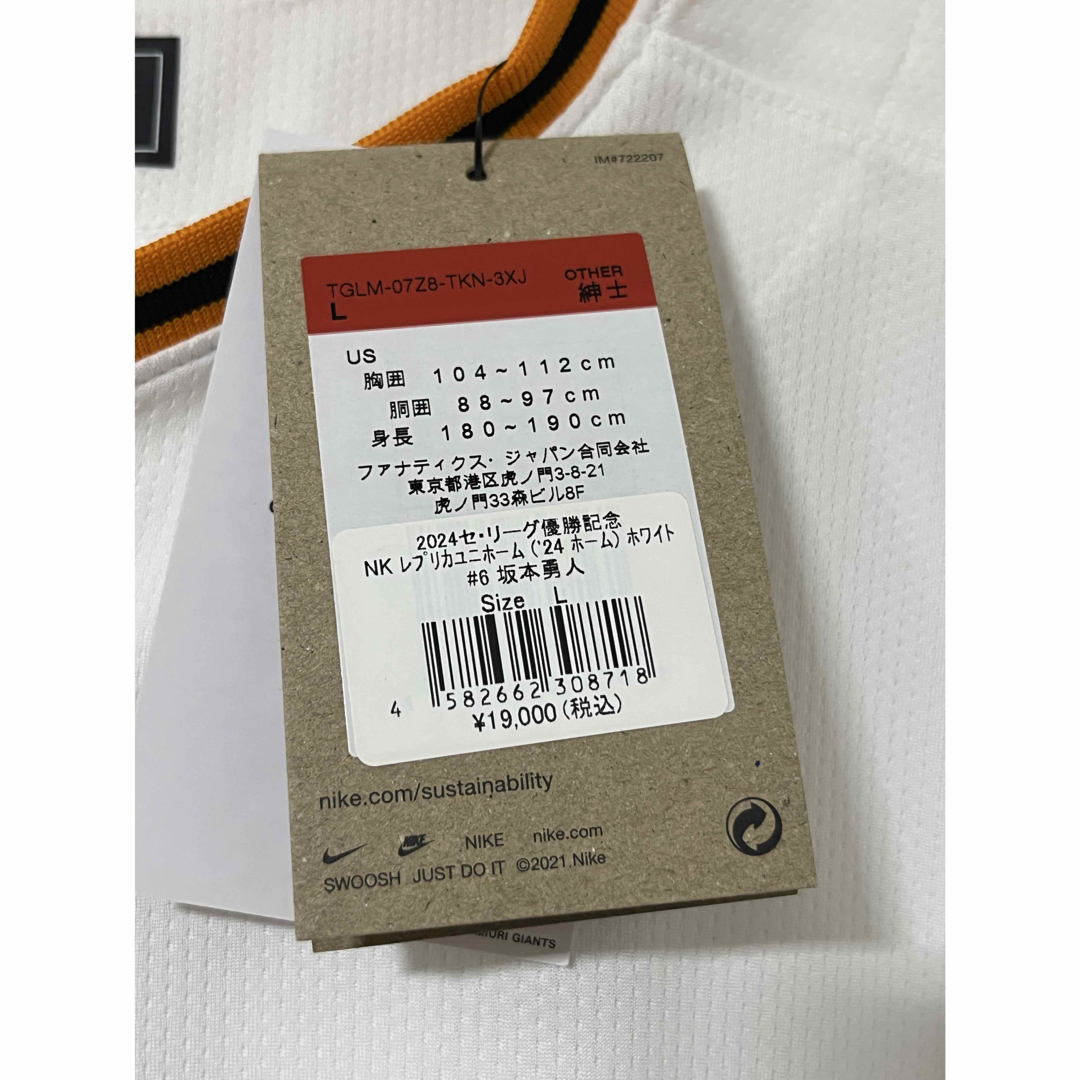 IM#722207
TGLM-07Z8-TKN-3XJ
OTHER
L
紳士
US
胸囲 104~112cm
胴囲 88~97cm
身長 180~190cm
ファナティクス・ジャパン合同会社
東京都港区虎ノ門3-8-21
虎ノ門33森ビル8F
2024セ・リーグ優勝記念
NK レプリカユニホーム('24 ホーム) ホワイト
#6 坂本勇人
Size L
4 582662 308718
¥19,000(税込)
nike.com/sustainability
NIKE NIKE nike.com
SWOOSH JUST DO IT ©2021.Nike
GIANTS